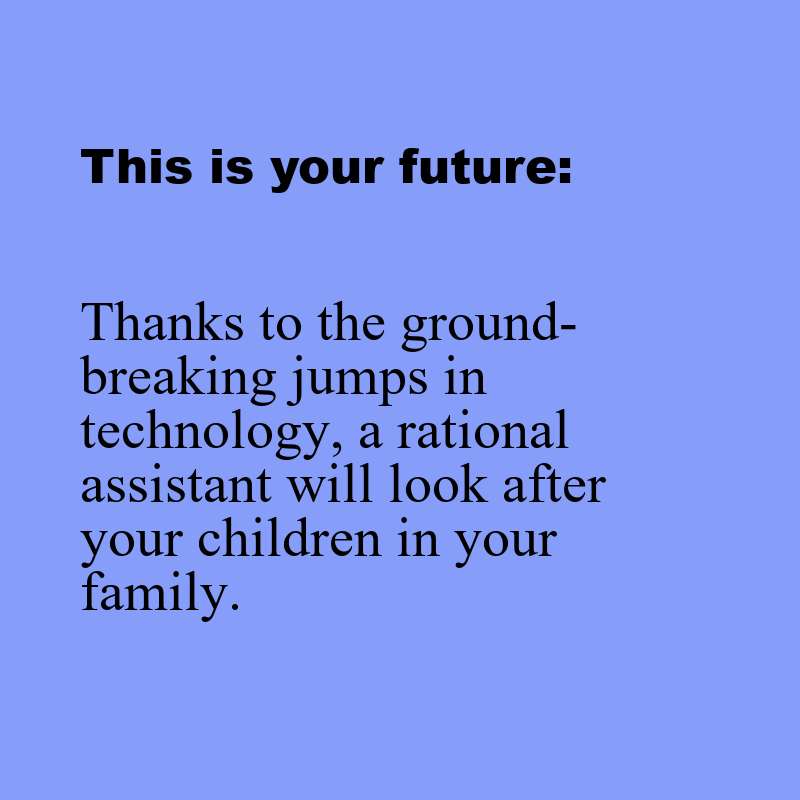 This is your future:
Thanks to the ground-
breaking jumps in
technology, a rational
assistant will look after
your children in your
family.